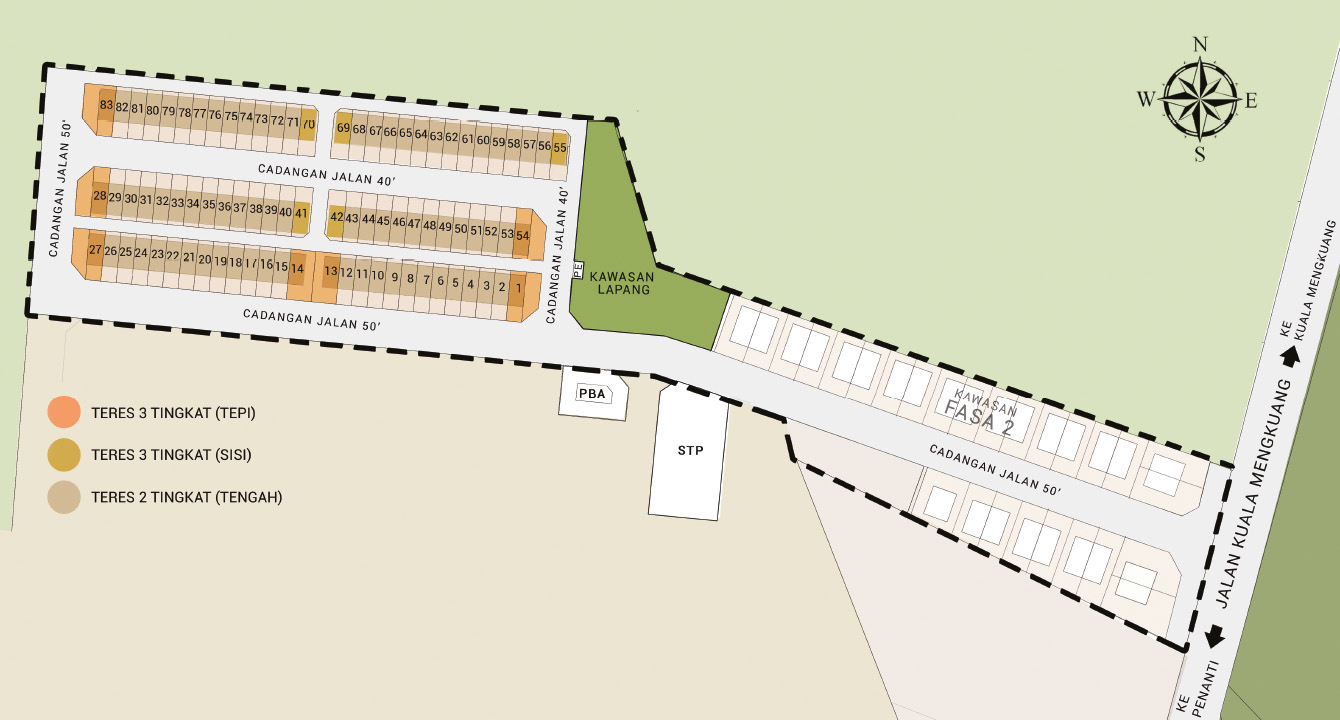 N
W E
S
83 82 81 80 79 78 77 76 75 74 73 72 71 70
69 68 67 66 65 64 63 62 61 60 59 58 57 56 55
CADANGAN JALAN 50'
CADANGAN JALAN 40'
28 29 30 31 32 33 34 35 36 37 38 39 40 41
42 43 44 45 46 47 48 49 50 51 52 53 54
CADANGAN JALAN 40'
27 26 25 24 23 22 21 20 19 18 17 16 15 14
13 12 11 10 9 8 7 6 5 4 3 2 1
CADANGAN JALAN 50'
PE
KAWASAN
LAPANG
PBA
STP
KAWASAN
FASA 2
CADANGAN JALAN 50'
KE
KUALA MENGKUANG
JALAN KUALA MENGKUANG
KE
PENANTI
TERES 3 TINGKAT (TEPI)
TERES 3 TINGKAT (SISI)
TERES 2 TINGKAT (TENGAH)